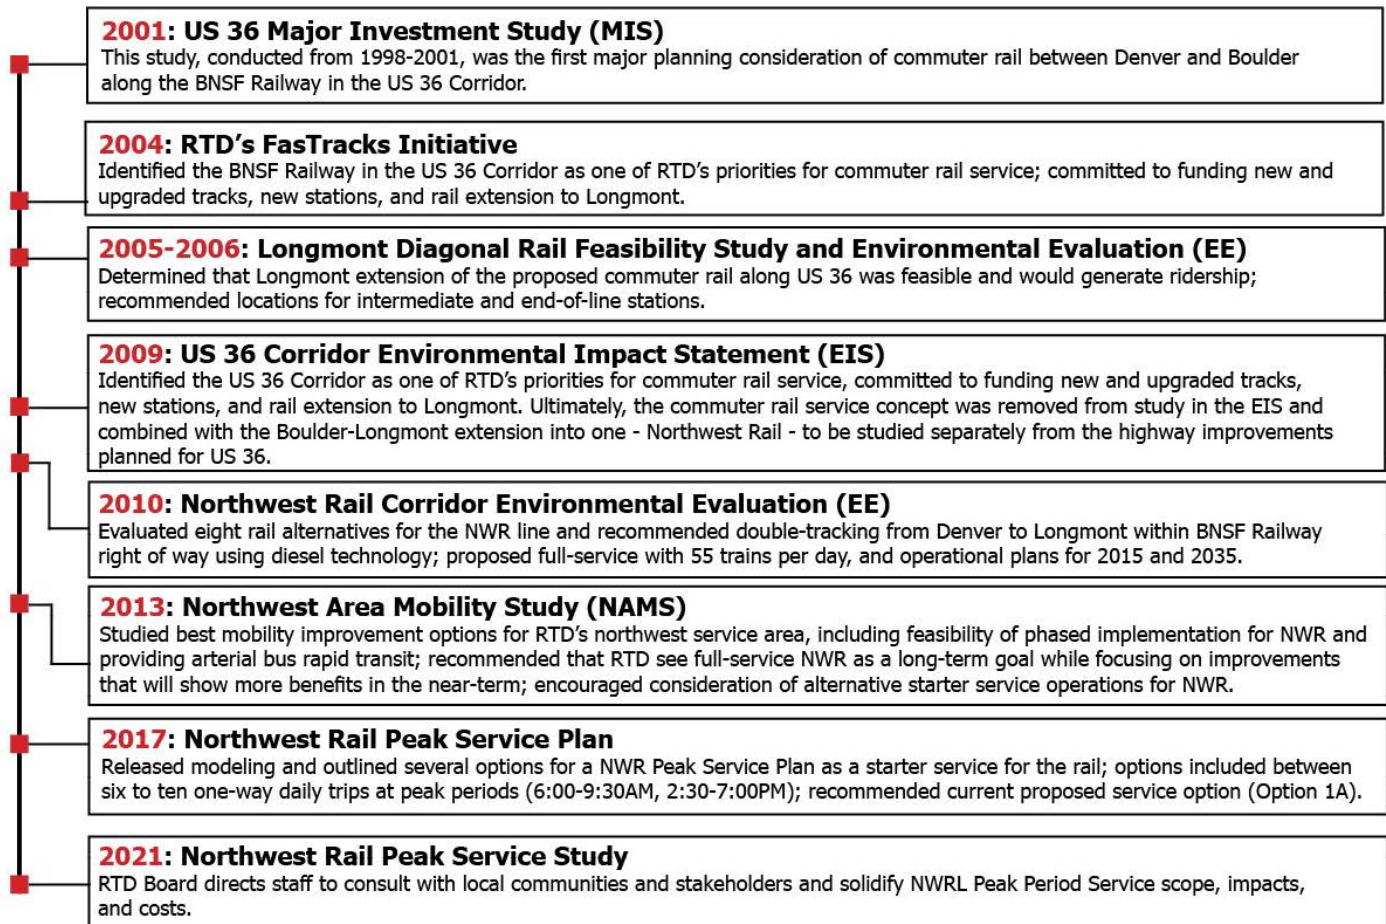 2001: US 36 Major Investment Study (MIS)
This study, conducted from 1998-2001, was the first major planning consideration of commuter rail between Denver and Boulder
along the BNSF Railway in the US 36 Corridor.
2004: RTD's FasTracks Initiative
Identified the BNSF Railway in the US 36 Corridor as one of RTD's priorities for commuter rail service; committed to funding new and
upgraded tracks, new stations, and rail extension to Longmont.
2005-2006: Longmont Diagonal Rail Feasibility Study and Environmental Evaluation (EE)
Determined that Longmont extension of the proposed commuter rail along US 36 was feasible and would generate ridership;
recommended locations for intermediate and end-of-line stations.
2009: US 36 Corridor Environmental Impact Statement (EIS)
Identified the US 36 Corridor as one of RTD's priorities for commuter rail service, committed to funding new and upgraded tracks,
new stations, and rail extension to Longmont. Ultimately, the commuter rail service concept was removed from study in the EIS and
combined with the Boulder-Longmont extension into one - Northwest Rail - to be studied separately from the highway improvements
planned for US 36.
2010: Northwest Rail Corridor Environmental Evaluation (EE)
Evaluated eight rail alternatives for the NWR line and recommended double-tracking from Denver to Longmont within BNSF Railway
right of way using diesel technology; proposed full-service with 55 trains per day, and operational plans for 2015 and 2035.
2013: Northwest Area Mobility Study (NAMS)
Studied best mobility improvement options for RTD's northwest service area, including feasibility of phased implementation for NWR and
providing arterial bus rapid transit; recommended that RTD see full-service NWR as a long-term goal while focusing on improvements
that will show more benefits in the near-term; encouraged consideration of alternative starter service operations for NWR.
2017: Northwest Rail Peak Service Plan
Released modeling and outlined several options for a NWR Peak Service Plan as a starter service for the rail; options included between
six to ten one-way daily trips at peak periods (6:00-9:30AM, 2:30-7:00PM); recommended current proposed service option (Option 1A).
2021: Northwest Rail Peak Service Study
RTD Board directs staff to consult with local communities and stakeholders and solidify NWRL Peak Period Service scope, impacts,
and costs.